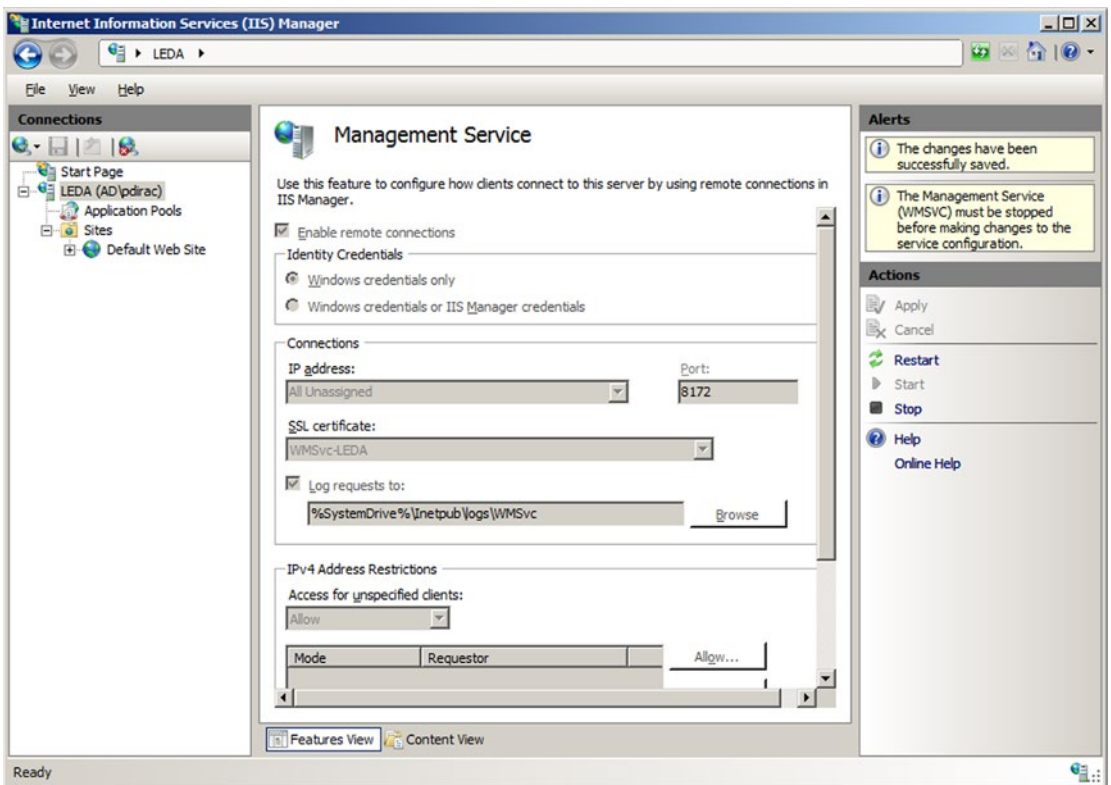 Internet Information Services (IIS) Manager
LEDA
File View Help
Connections
Start Page
LEDA (AD\pdirac)
Application Pools
Sites
Default Web Site
Management Service
Use this feature to configure how clients connect to this server by using remote connections in
IIS Manager.
Enable remote connections
Identity Credentials
Windows credentials only
Windows credentials or IIS Manager credentials
Connections
IP address: Port:
All Unassigned 8172
SSL certificate:
WMSvc-LEDA
Log requests to:
%SystemDrive%\Inetpub\logs\WMSvc Browse
IPv4 Address Restrictions
Access for unspecified clients:
Allow
Mode Requestor Allow...
Features View Content View
Alerts
The changes have been
successfully saved.
The Management Service
(WMSVC) must be stopped
before making changes to the
service configuration.
Actions
Apply
Cancel
Restart
Start
Stop
Help
Online Help
Ready